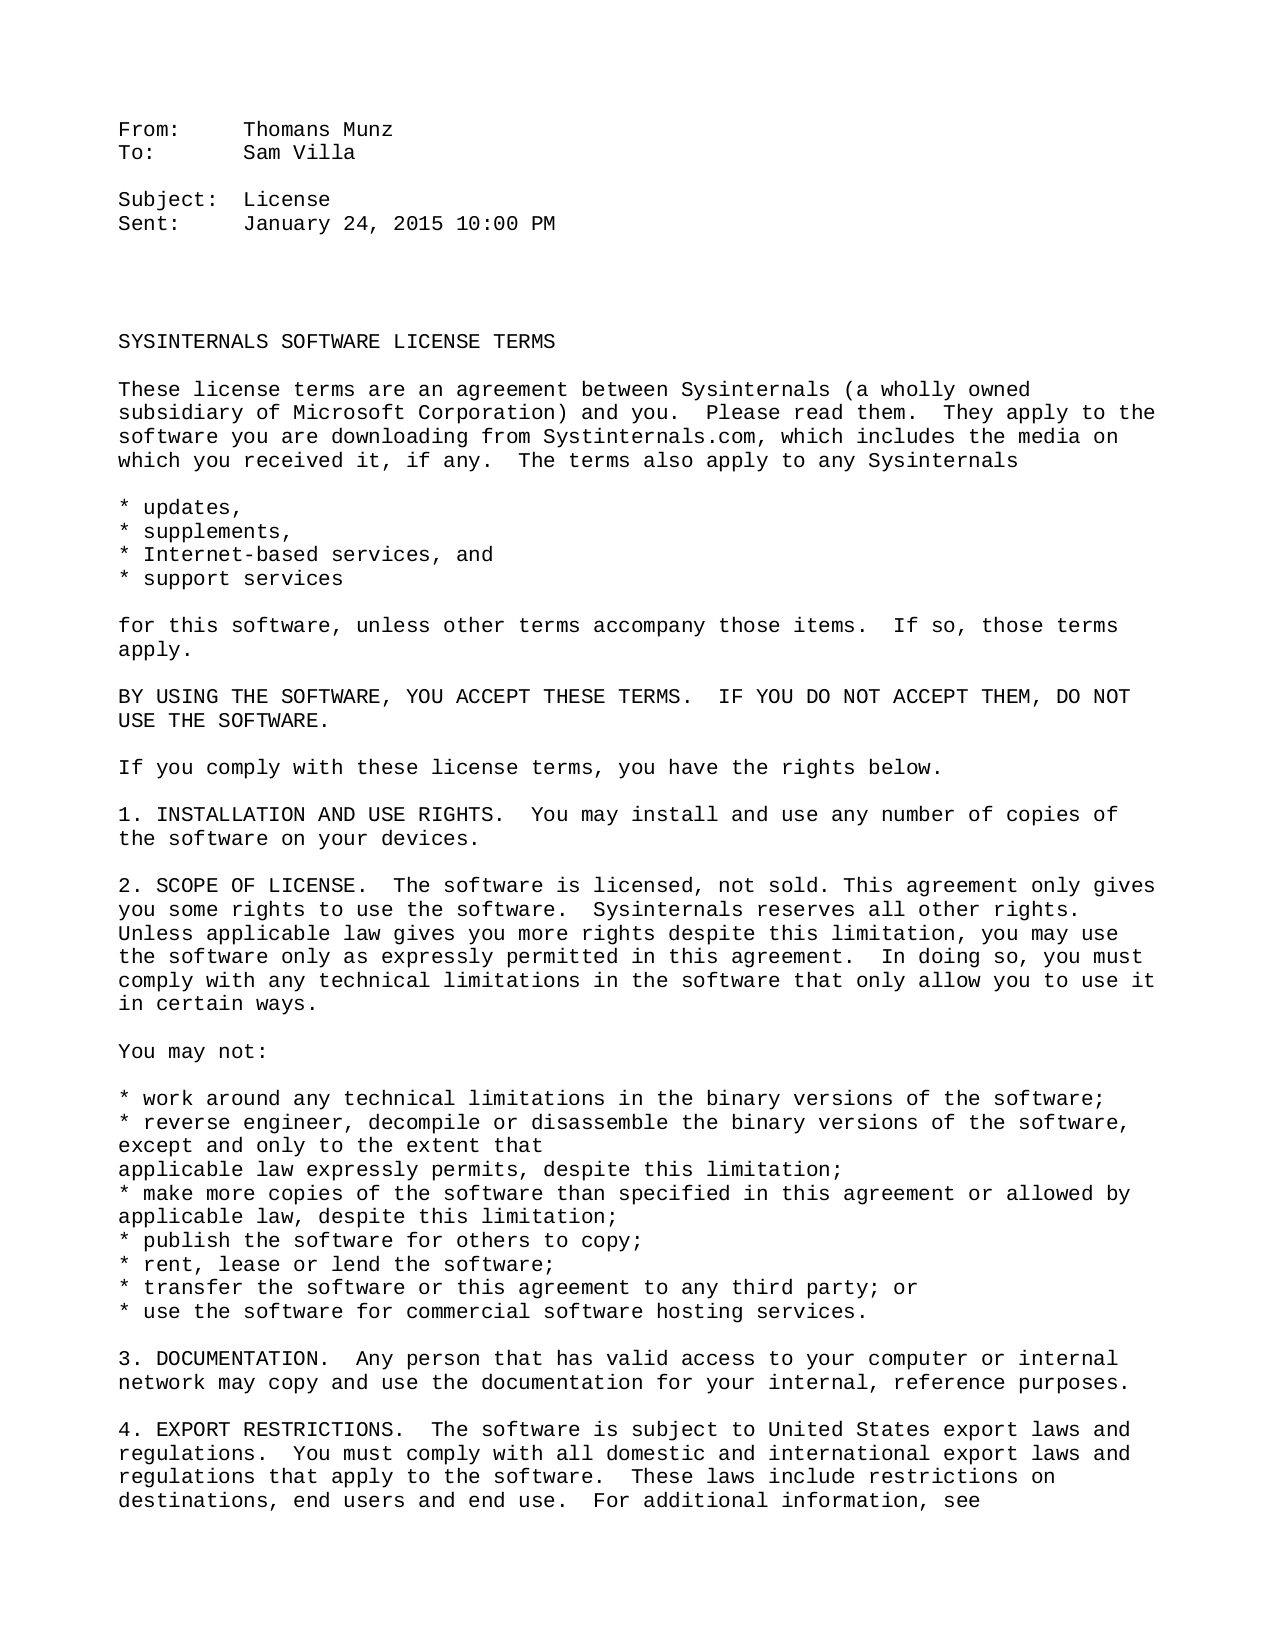 From:     Thomans Munz
To:       Sam Villa
Subject:  License
Sent:     January 24, 2015 10:00 PM
SYSINTERNALS SOFTWARE LICENSE TERMS
These license terms are an agreement between Sysinternals (a wholly owned
subsidiary of Microsoft Corporation) and you.  Please read them.  They apply to the
software you are downloading from Systinternals.com, which includes the media on
which you received it, if any.  The terms also apply to any Sysinternals
* updates,
* supplements,
* Internet-based services, and
* support services
for this software, unless other terms accompany those items.  If so, those terms
apply.
BY USING THE SOFTWARE, YOU ACCEPT THESE TERMS.  IF YOU DO NOT ACCEPT THEM, DO NOT
USE THE SOFTWARE.
If you comply with these license terms, you have the rights below.
1. INSTALLATION AND USE RIGHTS.  You may install and use any number of copies of
the software on your devices.
2. SCOPE OF LICENSE.  The software is licensed, not sold. This agreement only gives
you some rights to use the software.  Sysinternals reserves all other rights.
Unless applicable law gives you more rights despite this limitation, you may use
the software only as expressly permitted in this agreement.  In doing so, you must
comply with any technical limitations in the software that only allow you to use it
in certain ways.
You may not:
* work around any technical limitations in the binary versions of the software;
* reverse engineer, decompile or disassemble the binary versions of the software,
except and only to the extent that
applicable law expressly permits, despite this limitation;
* make more copies of the software than specified in this agreement or allowed by
applicable law, despite this limitation;
* publish the software for others to copy;
* rent, lease or lend the software;
* transfer the software or this agreement to any third party; or
* use the software for commercial software hosting services.
3. DOCUMENTATION.  Any person that has valid access to your computer or internal
network may copy and use the documentation for your internal, reference purposes.
4. EXPORT RESTRICTIONS.  The software is subject to United States export laws and
regulations.  You must comply with all domestic and international export laws and
regulations that apply to the software.  These laws include restrictions on
destinations, end users and end use.  For additional information, see